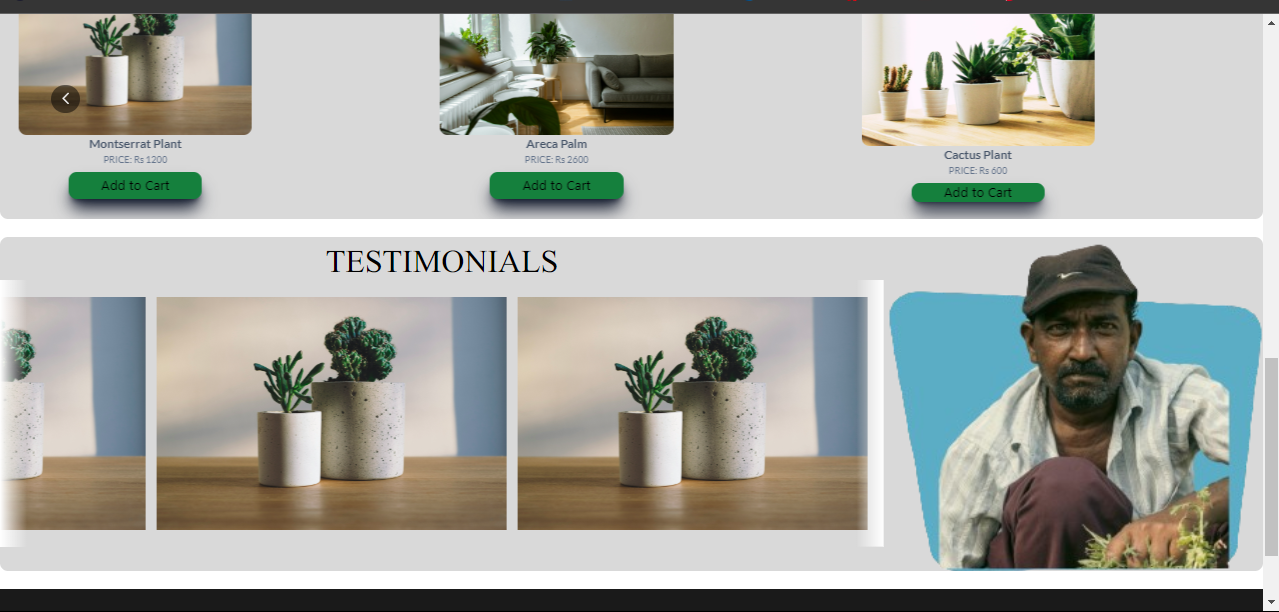 Montserrat Plant
PRICE: Rs 1200
Add to Cart
Areca Palm
PRICE: Rs 2600
Add to Cart
Cactus Plant
PRICE: Rs 600
Add to Cart
TESTIMONIALS